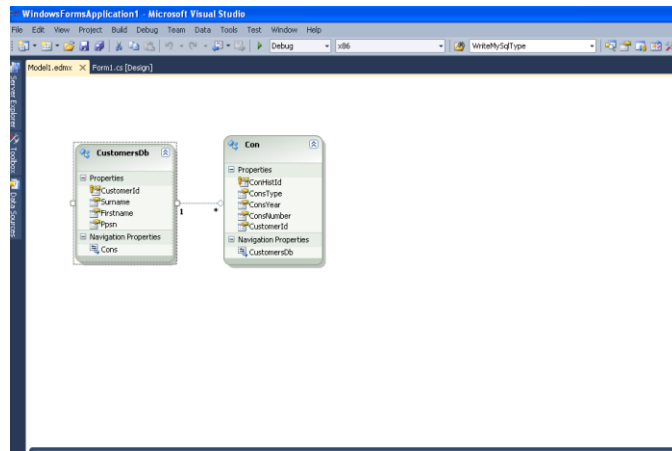 WindowsFormsApplication1 - Microsoft Visual Studio
File Edit View Project Build Debug Team Data Tools Test Window Help
Debug x86 WriteMySqlType
Model1.edmx Form1.cs [Design]
Server Explorer
Toolbox
Data Sources
CustomersDb
Properties
CustomerId
Surname
Firstname
Ppsn
Navigation Properties
Cons
1
*
Con
Properties
ConHistId
ConsType
ConsYear
ConsNumber
CustomerId
Navigation Properties
CustomersDb